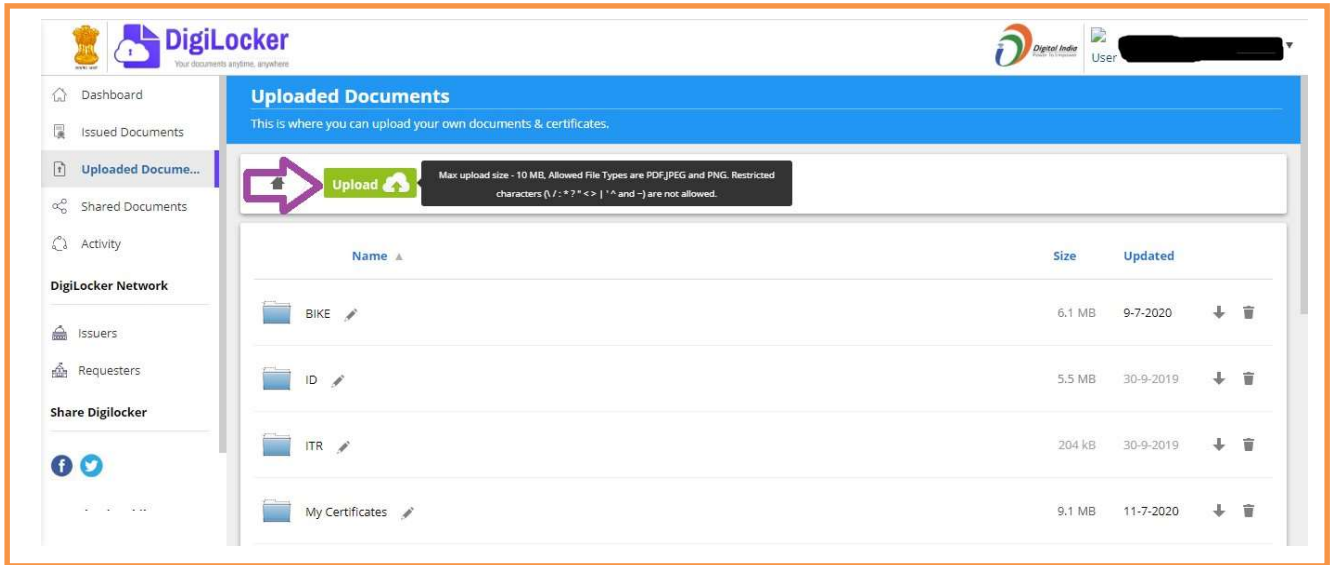 DigiLocker
Your documents anytime, anywhere
Digital India
Power To Empower
User
Dashboard
Issued Documents
Uploaded Docume...
Shared Documents
Activity
DigiLocker Network
Issuers
Requesters
Share Digilocker
Uploaded Documents
This is where you can upload your own documents & certificates.
Upload
Max upload size - 10 MB, Allowed File Types are PDF,JPEG and PNG. Restricted
characters (\ / : * ? " < > | ' ^ and ~) are not allowed.
Name Size Updated
BIKE 6.1 MB 9-7-2020
ID 5.5 MB 30-9-2019
ITR 204 kB 30-9-2019
My Certificates 9.1 MB 11-7-2020